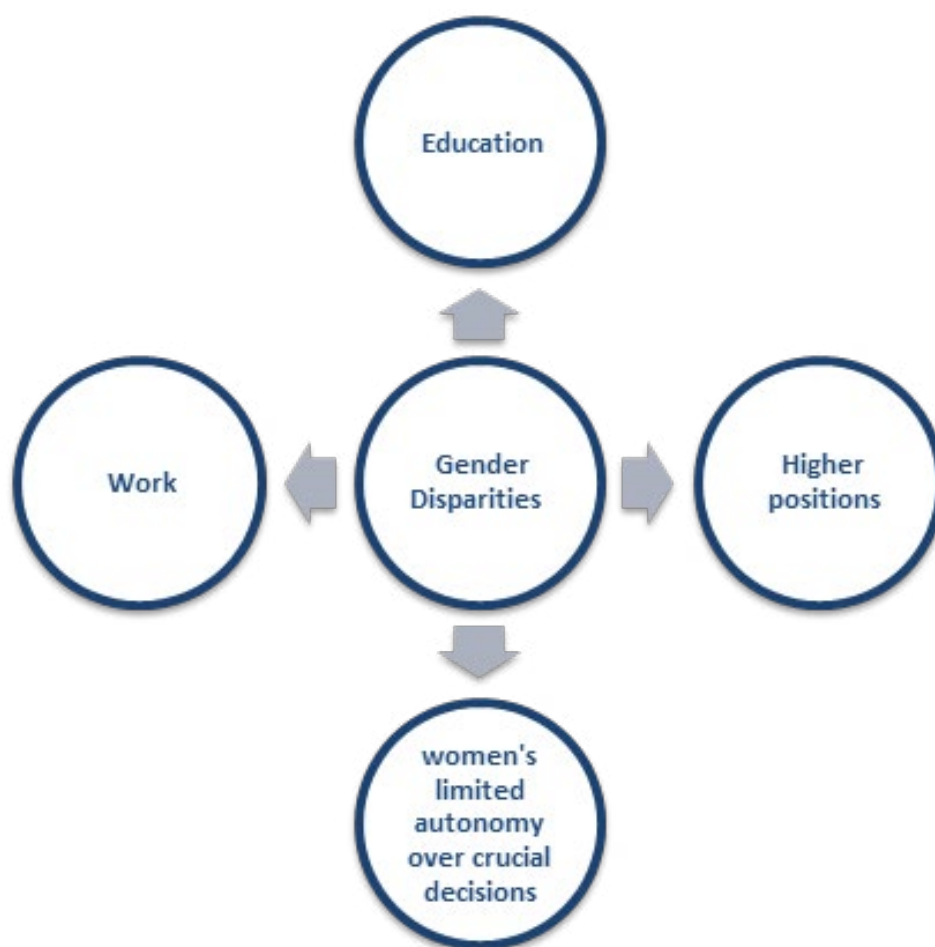 Education
Work
Gender
Disparities
Higher
positions
women's
limited
autonomy
over crucial
decisions